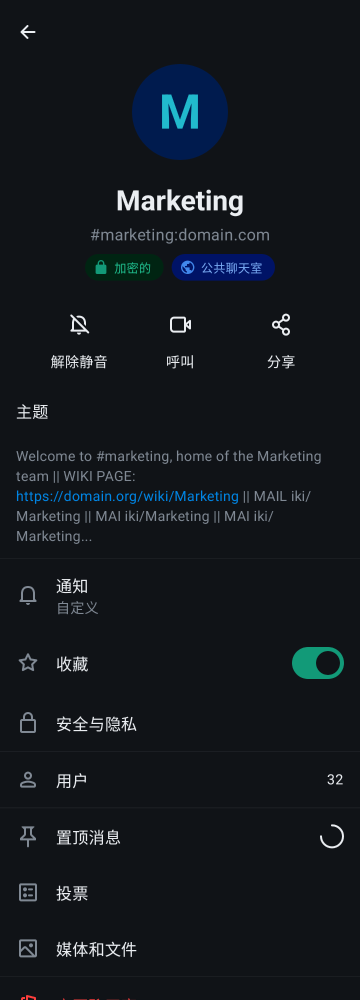 M
Marketing
#marketing:domain.com
加密的 公共聊天室
解除静音 呼叫 分享
主题
Welcome to #marketing, home of the Marketing
team || WIKI PAGE:
https://domain.org/wiki/Marketing || MAIL iki/
Marketing || MAI iki/Marketing || MAI iki/
Marketing...
通知
自定义
收藏
安全与隐私
用户 32
置顶消息
投票
媒体和文件